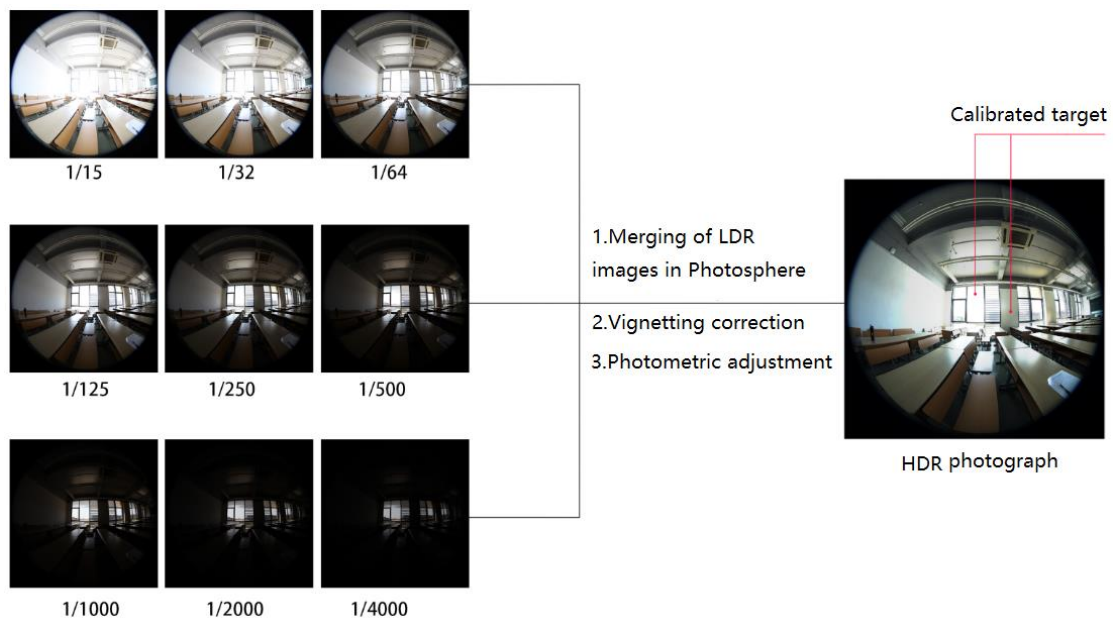 1/15
1/32
1/64
1/125
1/250
1/500
1/1000
1/2000
1/4000
1.Merging of LDR
images in Photosphere
2.Vignetting correction
3.Photometric adjustment
Calibrated target
HDR photograph